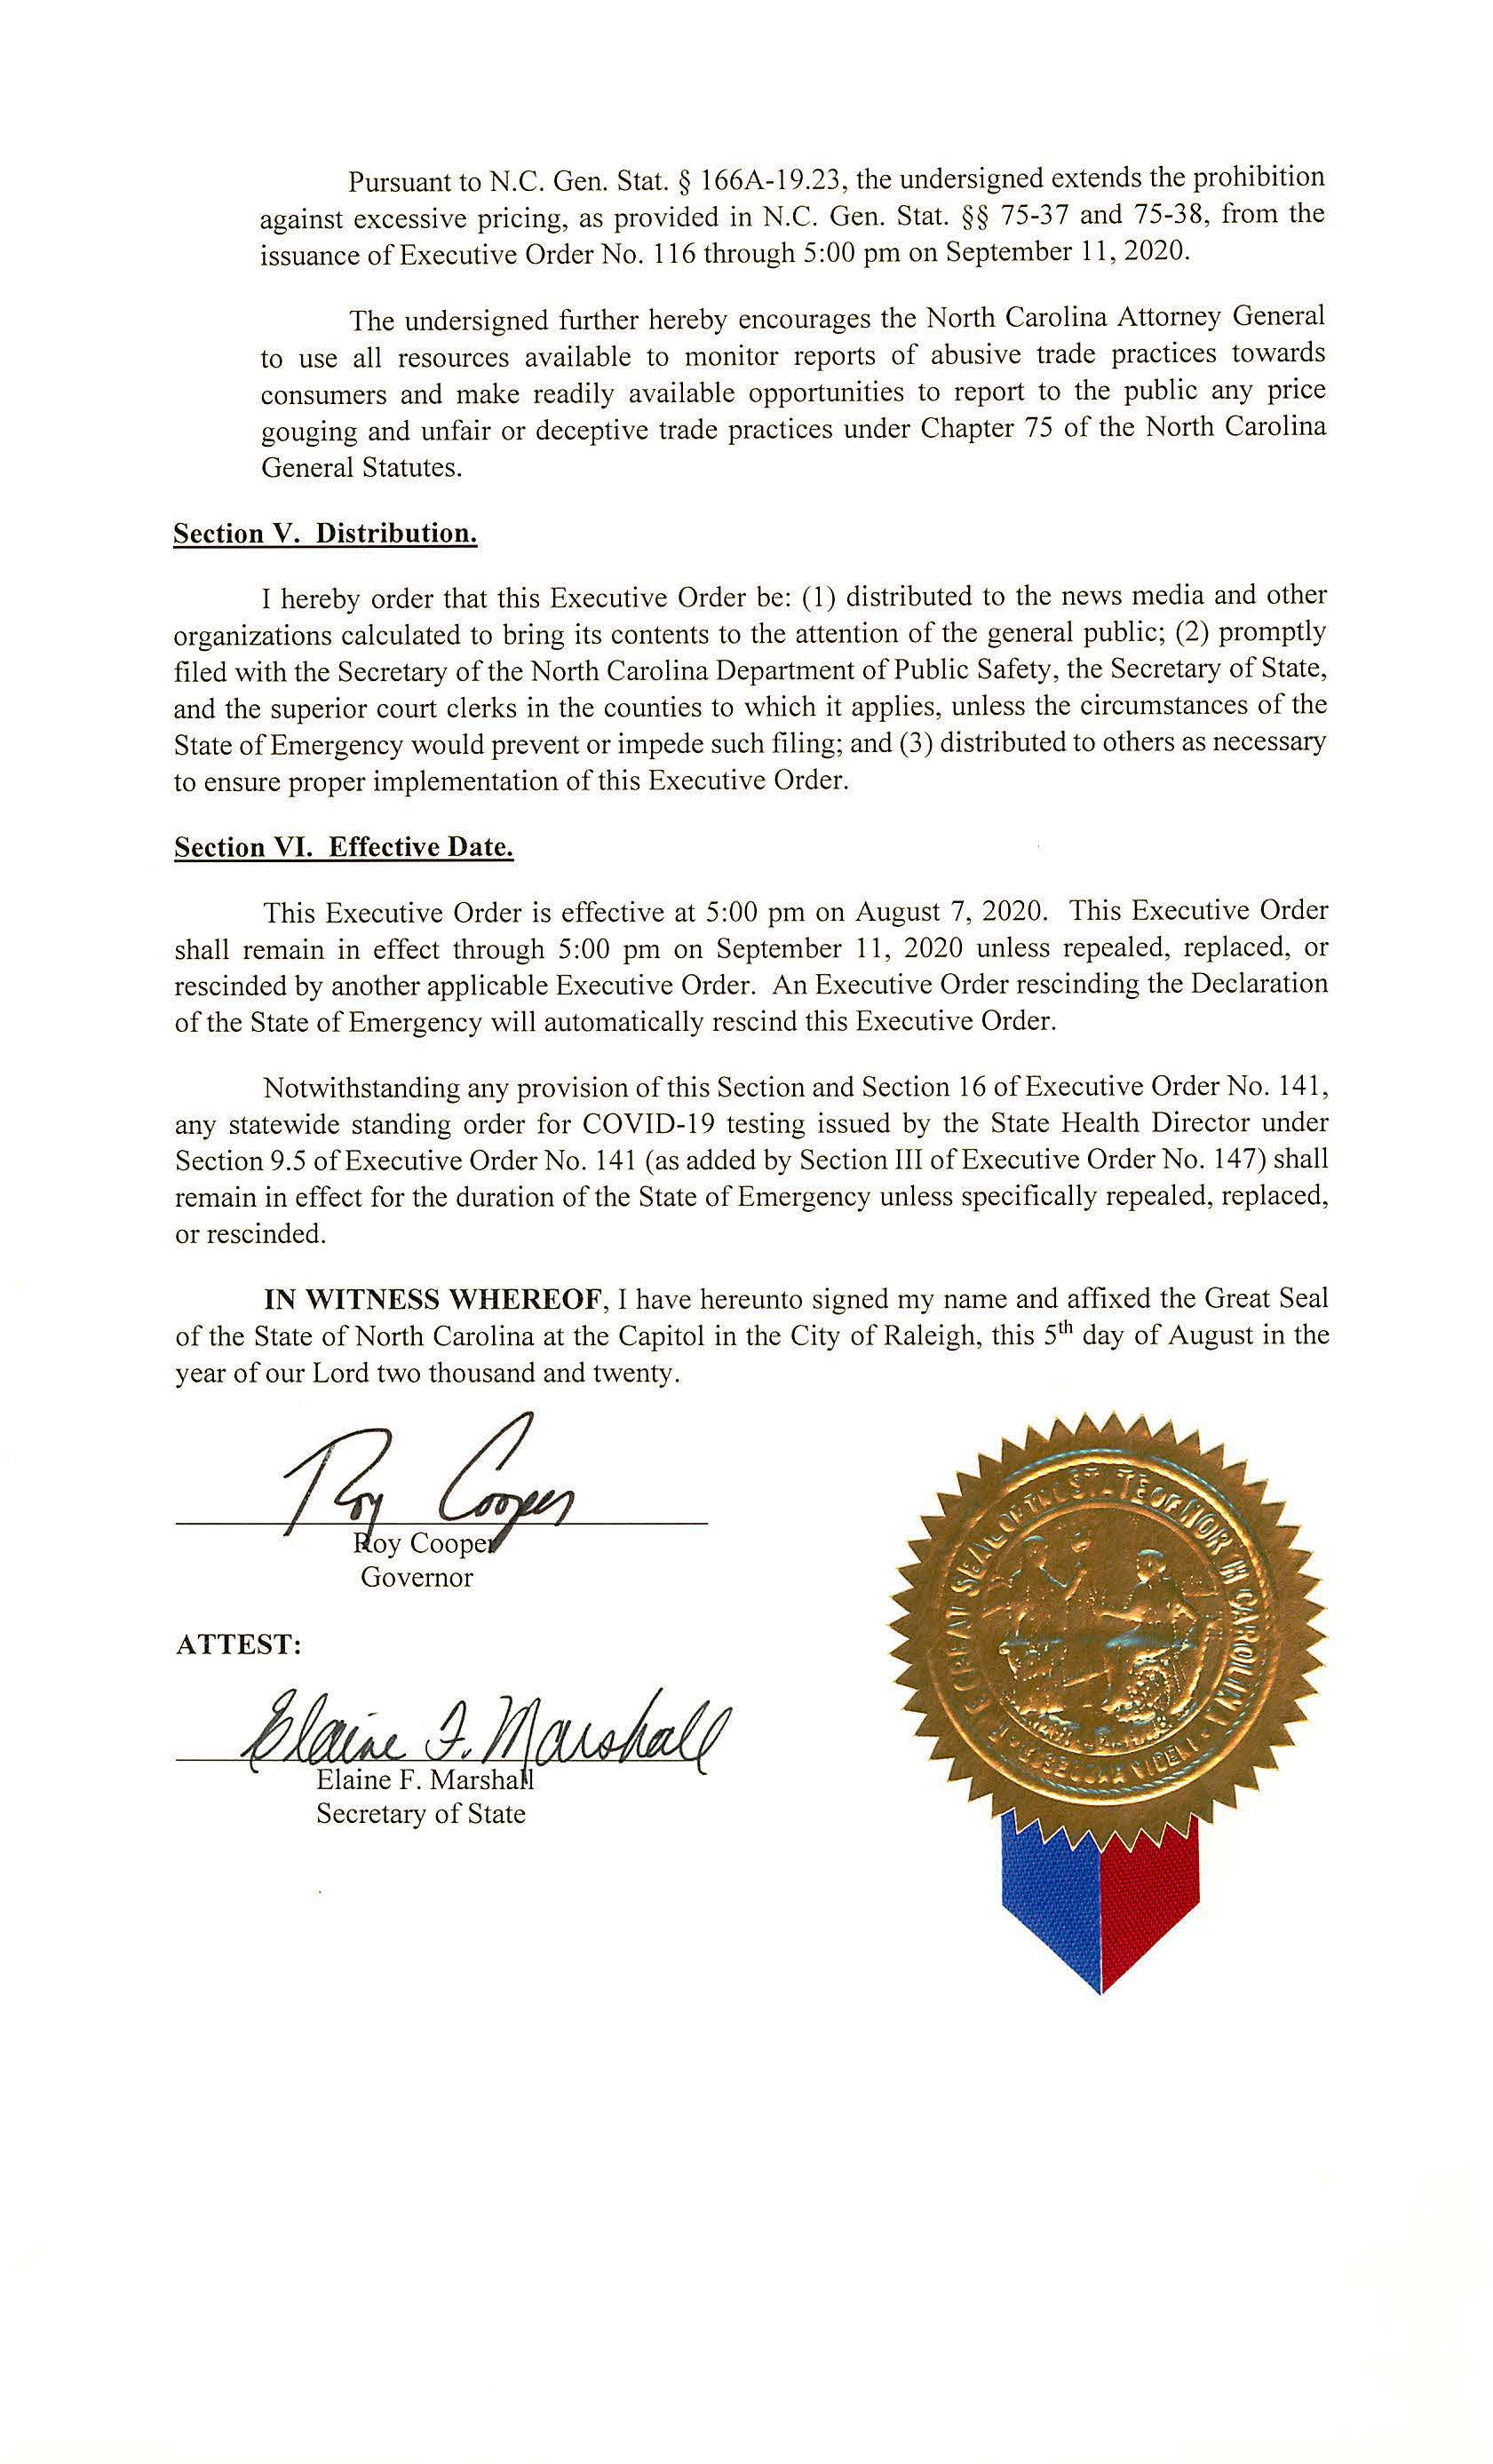 Pursuant to N.C. Gen. Stat. § 166A-19.23, the undersigned extends the prohibition
against excessive pricing, as provided in N.C. Gen. Stat. §§ 75-37 and 75-38, from the
issuance of Executive Order No. 116 through 5:00 pm on September 11, 2020.
The undersigned further hereby encourages the North Carolina Attorney General
to use all resources available to monitor reports of abusive trade practices towards
consumers and make readily available opportunities to report to the public any price
gouging and unfair or deceptive trade practices under Chapter 75 of the North Carolina
General Statutes.
Section V. Distribution.
I hereby order that this Executive Order be: (1) distributed to the news media and other
organizations calculated to bring its contents to the attention of the general public; (2) promptly
filed with the Secretary of the North Carolina Department of Public Safety, the Secretary of State,
and the superior court clerks in the counties to which it applies, unless the circumstances of the
State of Emergency would prevent or impede such filing; and (3) distributed to others as necessary
to ensure proper implementation of this Executive Order.
Section VI. Effective Date.
This Executive Order is effective at 5:00 pm on August 7, 2020. This Executive Order
shall remain in effect through 5:00 pm on September 11, 2020 unless repealed, replaced, or
rescinded by another applicable Executive Order. An Executive Order rescinding the Declaration
of the State of Emergency will automatically rescind this Executive Order.
Notwithstanding any provision of this Section and Section 16 of Executive Order No. 141,
any statewide standing order for COVID-19 testing issued by the State Health Director under
Section 9.5 of Executive Order No. 141 (as added by Section III of Executive Order No. 147) shall
remain in effect for the duration of the State of Emergency unless specifically repealed, replaced,
or rescinded.
IN WITNESS WHEREOF, I have hereunto signed my name and affixed the Great Seal
of the State of North Carolina at the Capitol in the City of Raleigh, this 5th day of August in the
year of our Lord two thousand and twenty.
Roy Cooper
Roy Cooper
Governor
ATTEST:
Elaine F. Marshall
Elaine F. Marshall
Secretary of State
GREAT SEAL OF THE STATE OF NORTH CAROLINA